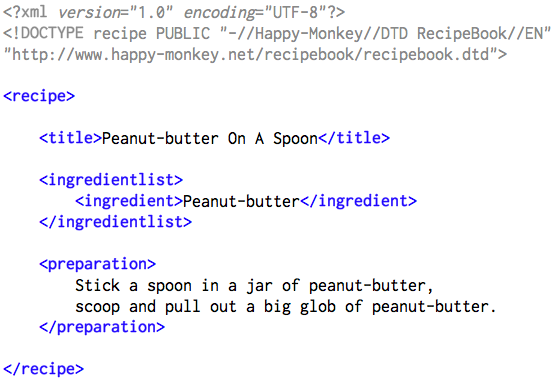 <?xml version="1.0" encoding="UTF-8"?>
<!DOCTYPE recipe PUBLIC "-//Happy-Monkey//DTD RecipeBook//EN"
"http://www.happy-monkey.net/recipebook/recipebook.dtd">
<recipe>
<title>Peanut-butter On A Spoon</title>
<ingredientlist>
<ingredient>Peanut-butter</ingredient>
</ingredientlist>
<preparation>
Stick a spoon in a jar of peanut-butter,
scoop and pull out a big glob of peanut-butter.
</preparation>
</recipe>